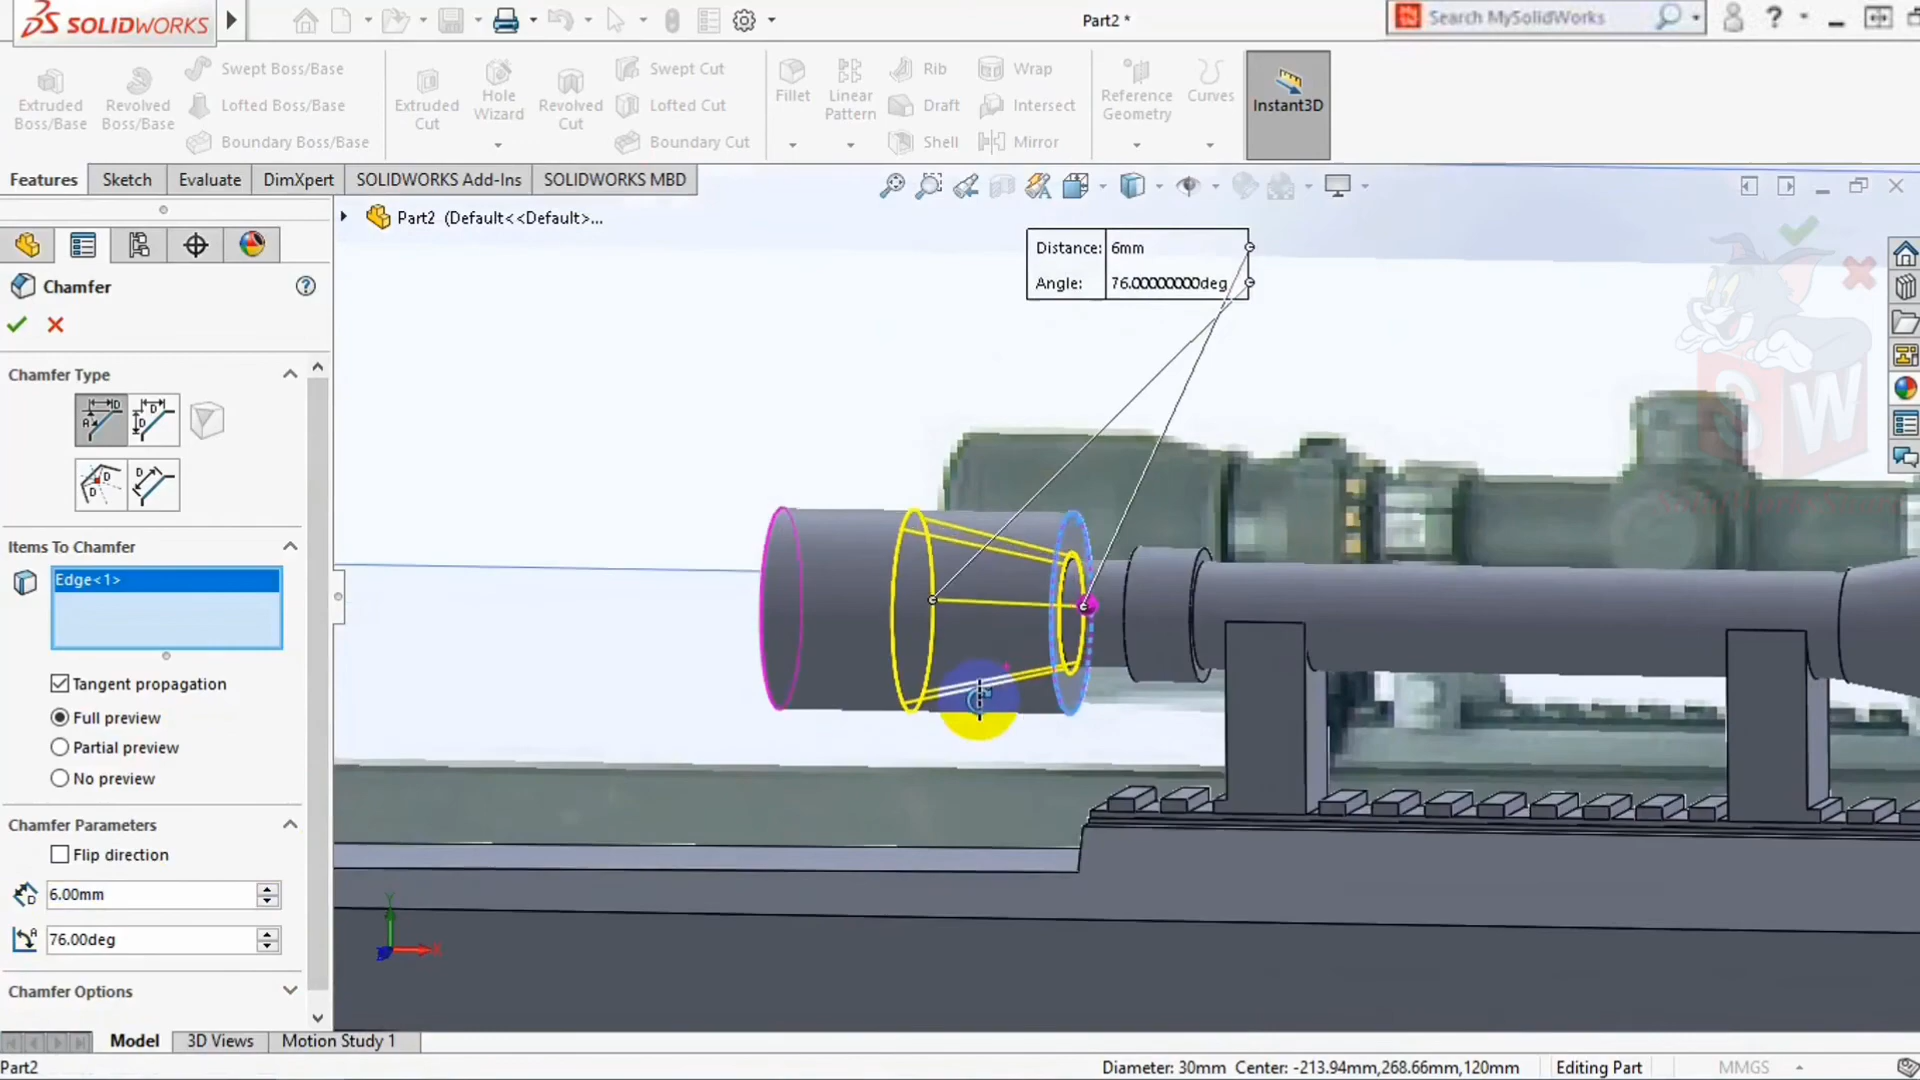 SOLIDWORKS
Part2 *
Search MySolidWorks
?
Extruded Boss/Base
Revolved Boss/Base
Swept Boss/Base
Lofted Boss/Base
Boundary Boss/Base
Extruded Cut
Hole Wizard
Revolved Cut
Swept Cut
Lofted Cut
Boundary Cut
Fillet
Linear Pattern
Rib
Draft
Shell
Wrap
Intersect
Mirror
Reference Geometry
Curves
Instant3D
Features
Sketch
Evaluate
DimXpert
SOLIDWORKS Add-Ins
SOLIDWORKS MBD
Part2 (Default<<Default>...
Distance: 6mm
Angle: 76.00000000deg
Chamfer
Chamfer Type
Items To Chamfer
Edge<1>
Tangent propagation
Full preview
Partial preview
No preview
Chamfer Parameters
Flip direction
6.00mm
76.00deg
Chamfer Options
S W
Y
X
Model
3D Views
Motion Study 1
Part2
Diameter: 30mm Center: -213.94mm,268.66mm,120mm
Editing Part
MMGS